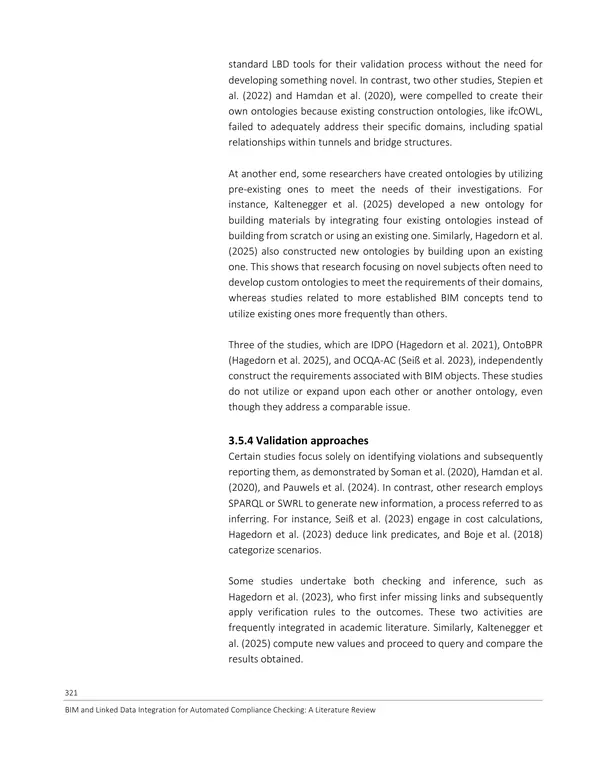 standard LBD tools for their validation process without the need for
developing something novel. In contrast, two other studies, Stepien et
al. (2022) and Hamdan et al. (2020), were compelled to create their
own ontologies because existing construction ontologies, like ifcOWL,
failed to adequately address their specific domains, including spatial
relationships within tunnels and bridge structures.
At another end, some researchers have created ontologies by utilizing
pre-existing ones to meet the needs of their investigations. For
instance, Kaltenegger et al. (2025) developed a new ontology for
building materials by integrating four existing ontologies instead of
building from scratch or using an existing one. Similarly, Hagedorn et al.
(2025) also constructed new ontologies by building upon an existing
one. This shows that research focusing on novel subjects often need to
develop custom ontologies to meet the requirements of their domains,
whereas studies related to more established BIM concepts tend to
utilize existing ones more frequently than others.
Three of the studies, which are IDPO (Hagedorn et al. 2021), OntoBPR
(Hagedorn et al. 2025), and OCQA-AC (Seiß et al. 2023), independently
construct the requirements associated with BIM objects. These studies
do not utilize or expand upon each other or another ontology, even
though they address a comparable issue.
3.5.4 Validation approaches
Certain studies focus solely on identifying violations and subsequently
reporting them, as demonstrated by Soman et al. (2020), Hamdan et al.
(2020), and Pauwels et al. (2024). In contrast, other research employs
SPARQL or SWRL to generate new information, a process referred to as
inferring. For instance, Seiß et al. (2023) engage in cost calculations,
Hagedorn et al. (2023) deduce link predicates, and Boje et al. (2018)
categorize scenarios.
Some studies undertake both checking and inference, such as
Hagedorn et al. (2023), who first infer missing links and subsequently
apply verification rules to the outcomes. These two activities are
frequently integrated in academic literature. Similarly, Kaltenegger et
al. (2025) compute new values and proceed to query and compare the
results obtained.
321
BIM and Linked Data Integration for Automated Compliance Checking: A Literature Review